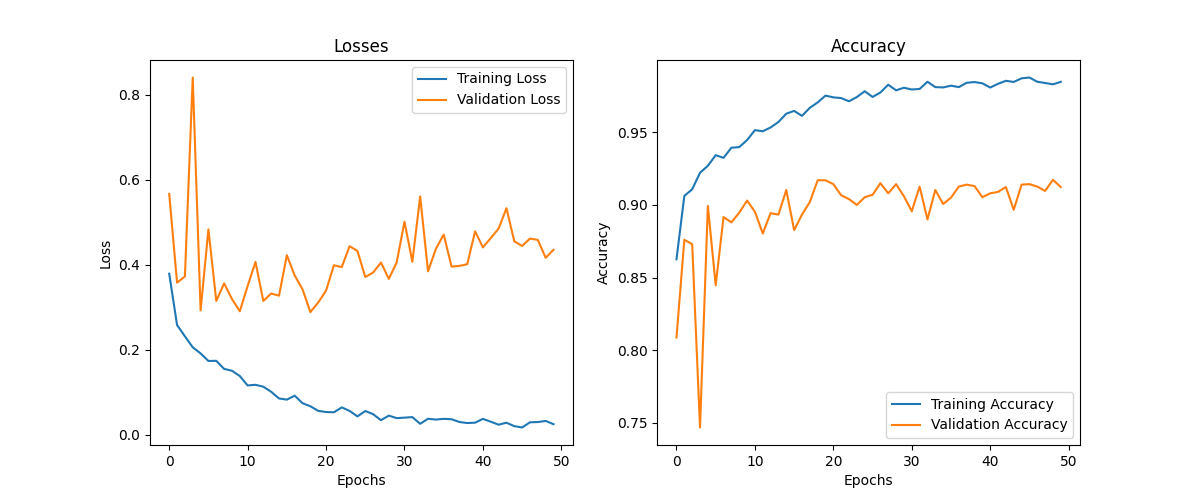 Losses
Training Loss
Validation Loss
Loss
0.8
0.6
0.4
0.2
0.0
0
10
20
30
40
50
Epochs
Accuracy
Accuracy
0.95
0.90
0.85
0.80
0.75
Training Accuracy
Validation Accuracy
0
10
20
30
40
50
Epochs